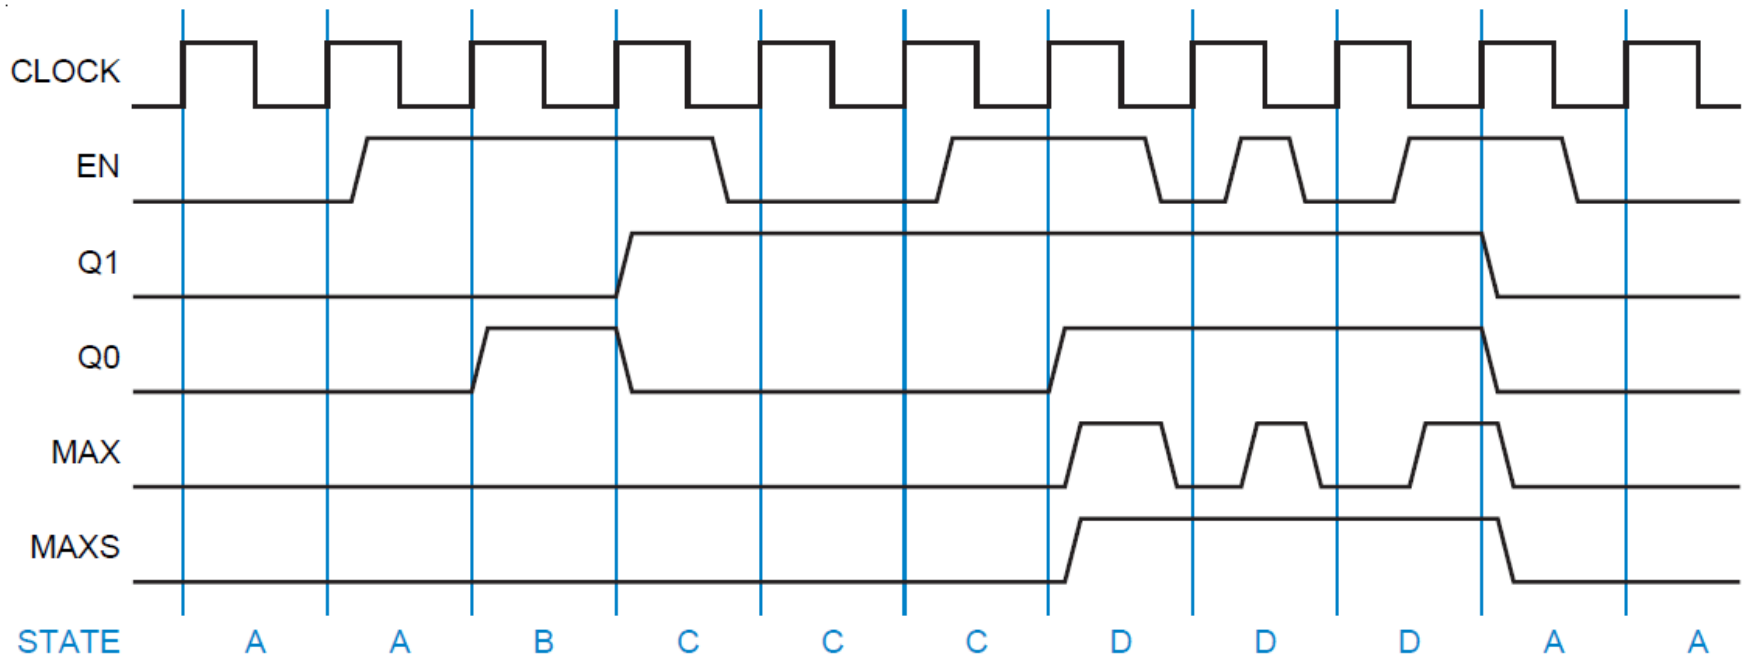 CLOCK
EN
Q1
Q0
MAX
MAXS
STATE A A B C C C D D D A A